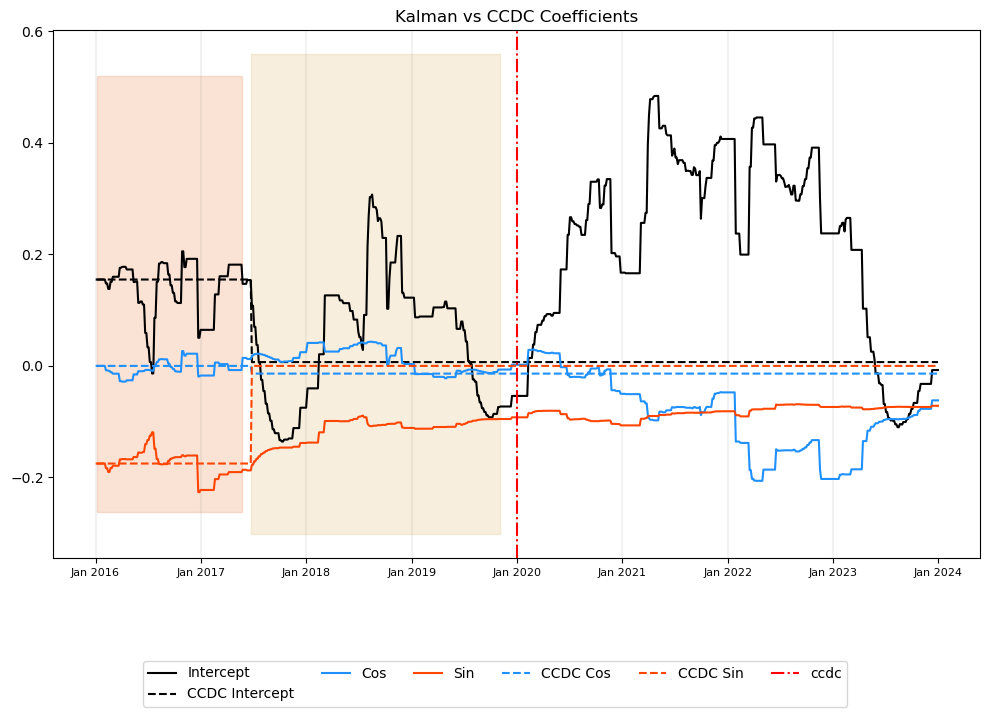 Kalman vs CCDC Coefficients
0.6
0.4
0.2
0.0
−0.2
Jan 2016 Jan 2017 Jan 2018 Jan 2019 Jan 2020 Jan 2021 Jan 2022 Jan 2023 Jan 2024
Intercept Cos Sin CCDC Cos CCDC Sin ccdc
CCDC Intercept